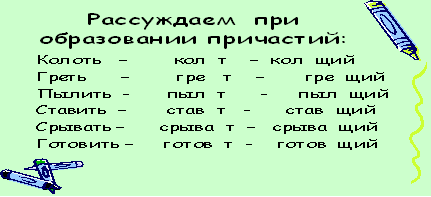 Рассуждаем при
образовании причастий:
Колоть – кол т – кол щий
Греть – гре т – гре щий
Пылить – пыл т – пыл щий
Ставить – став т – став щий
Срывать – срыва т – срыва щий
Готовить – готов т – готов щий